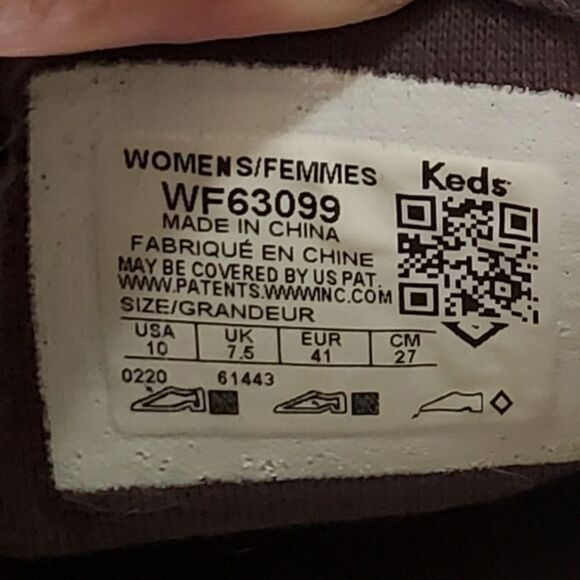 WOMENS/FEMMES
Keds
WF63099
MADE IN CHINA
FABRIQUÉ EN CHINE
MAY BE COVERED BY US PAT.
WWW.PATENTS.WWWINC.COM
SIZE/GRANDEUR
USA UK EUR CM
10 7.5 41 27
0220 61443